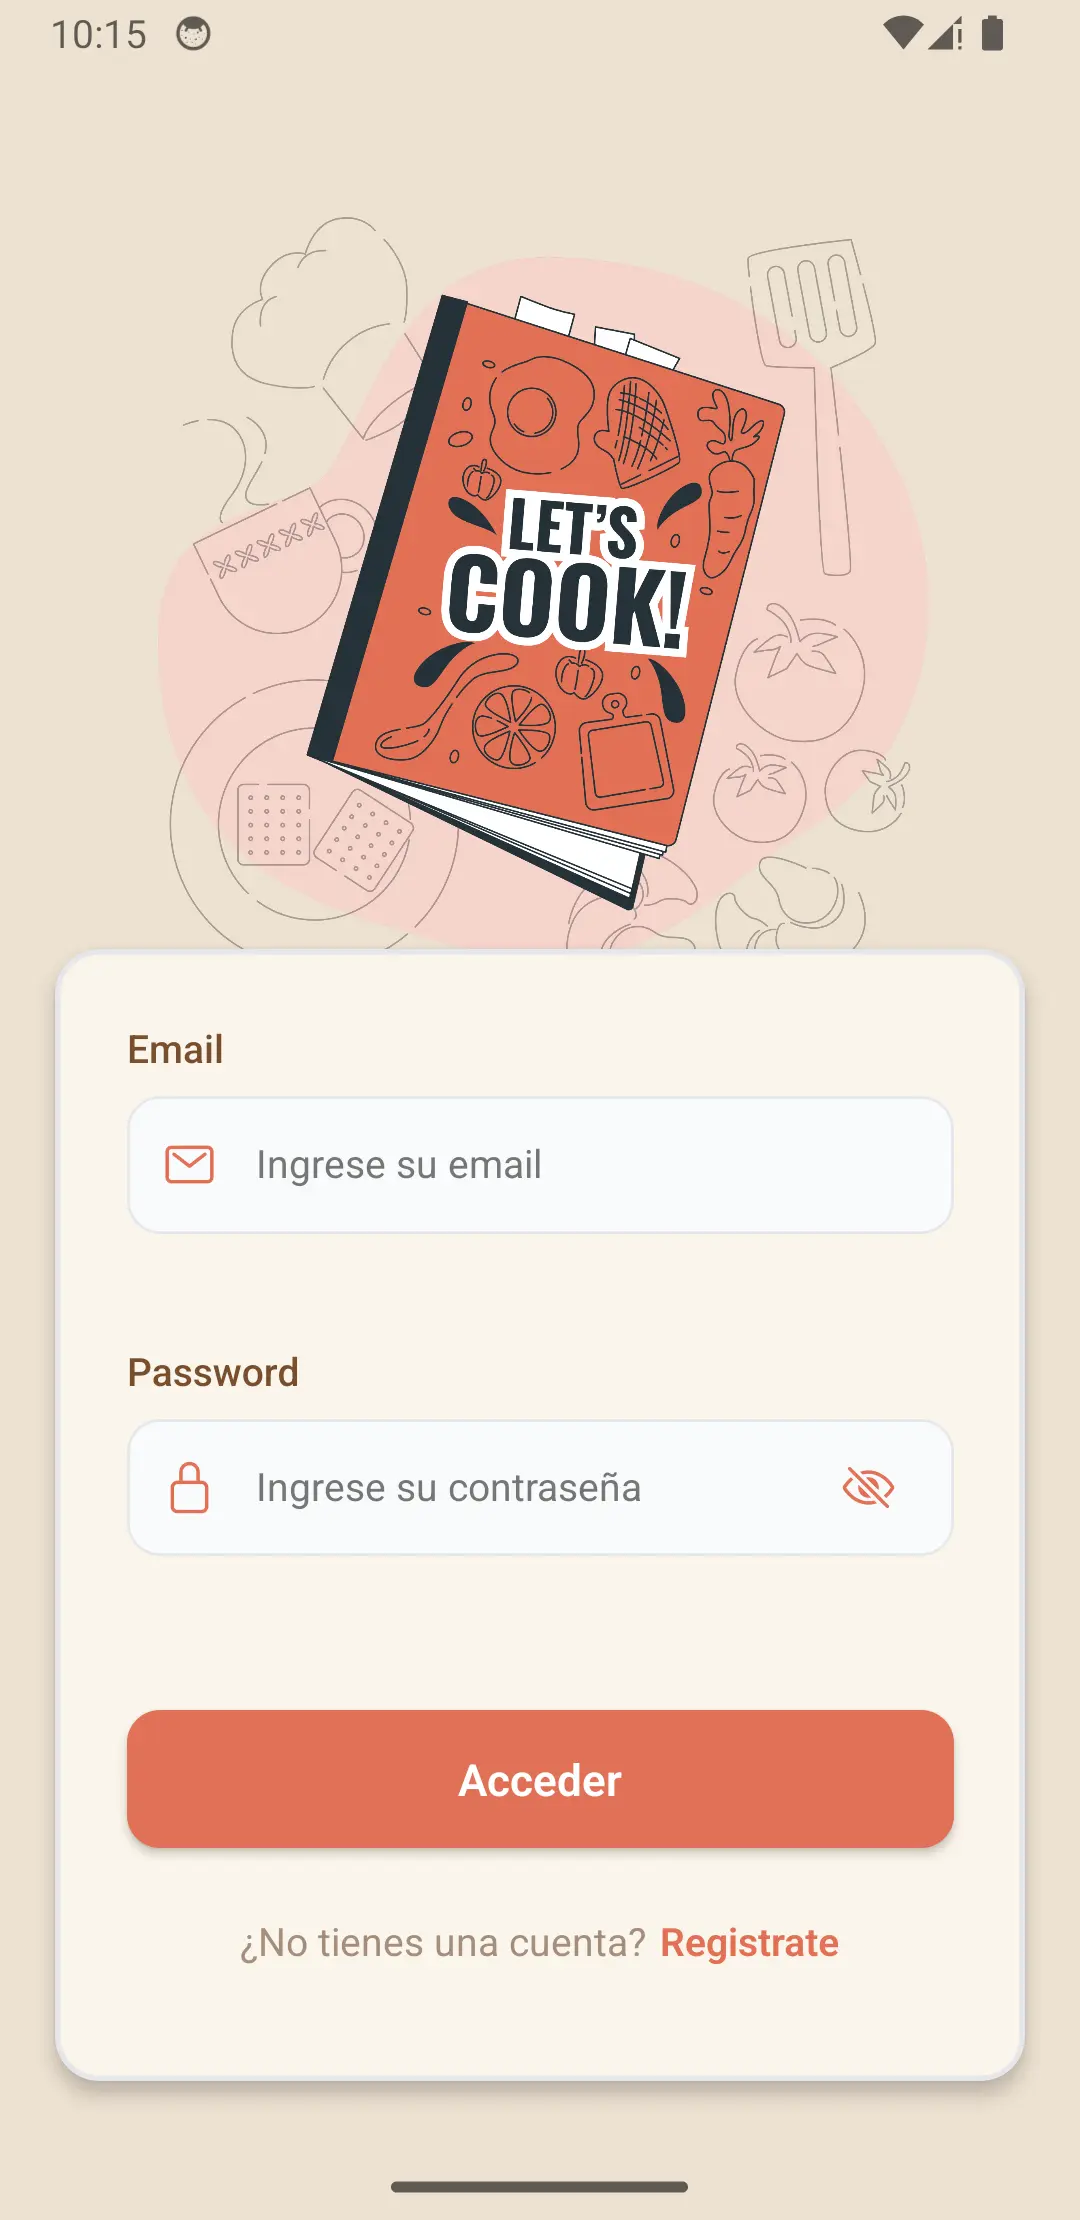 10:15
LET'S
COOK!
Email
Ingrese su email
Password
Ingrese su contraseña
Acceder
¿No tienes una cuenta? Registrate